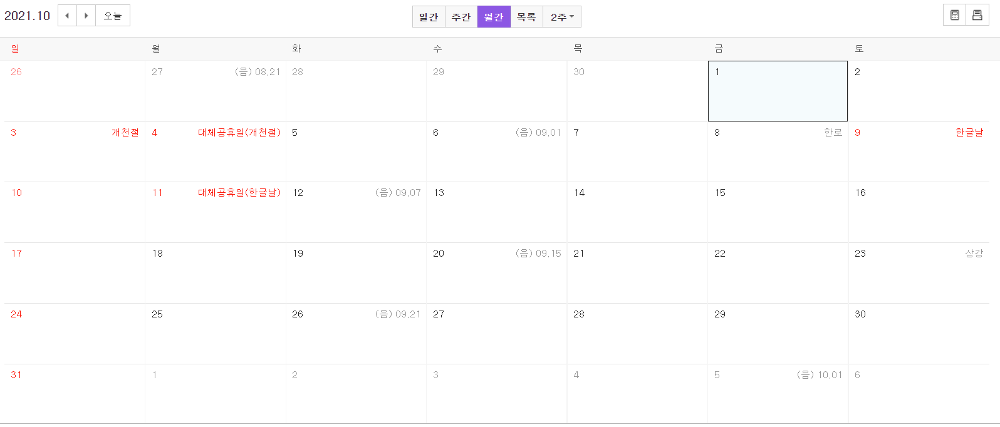 2021.10 오늘 일간 주간 월간 목록 2주
일 월 화 수 목 금 토
26 27 (음) 08.21 28 29 30 1 2
3 개천절 4 대체공휴일(개천절) 5 6 (음) 09.01 7 8 한로 9 한글날
10 11 대체공휴일(한글날) 12 (음) 09.07 13 14 15 16
17 18 19 20 (음) 09.15 21 22 23 상강
24 25 26 (음) 09.21 27 28 29 30
31 1 2 3 4 5 (음) 10.01 6